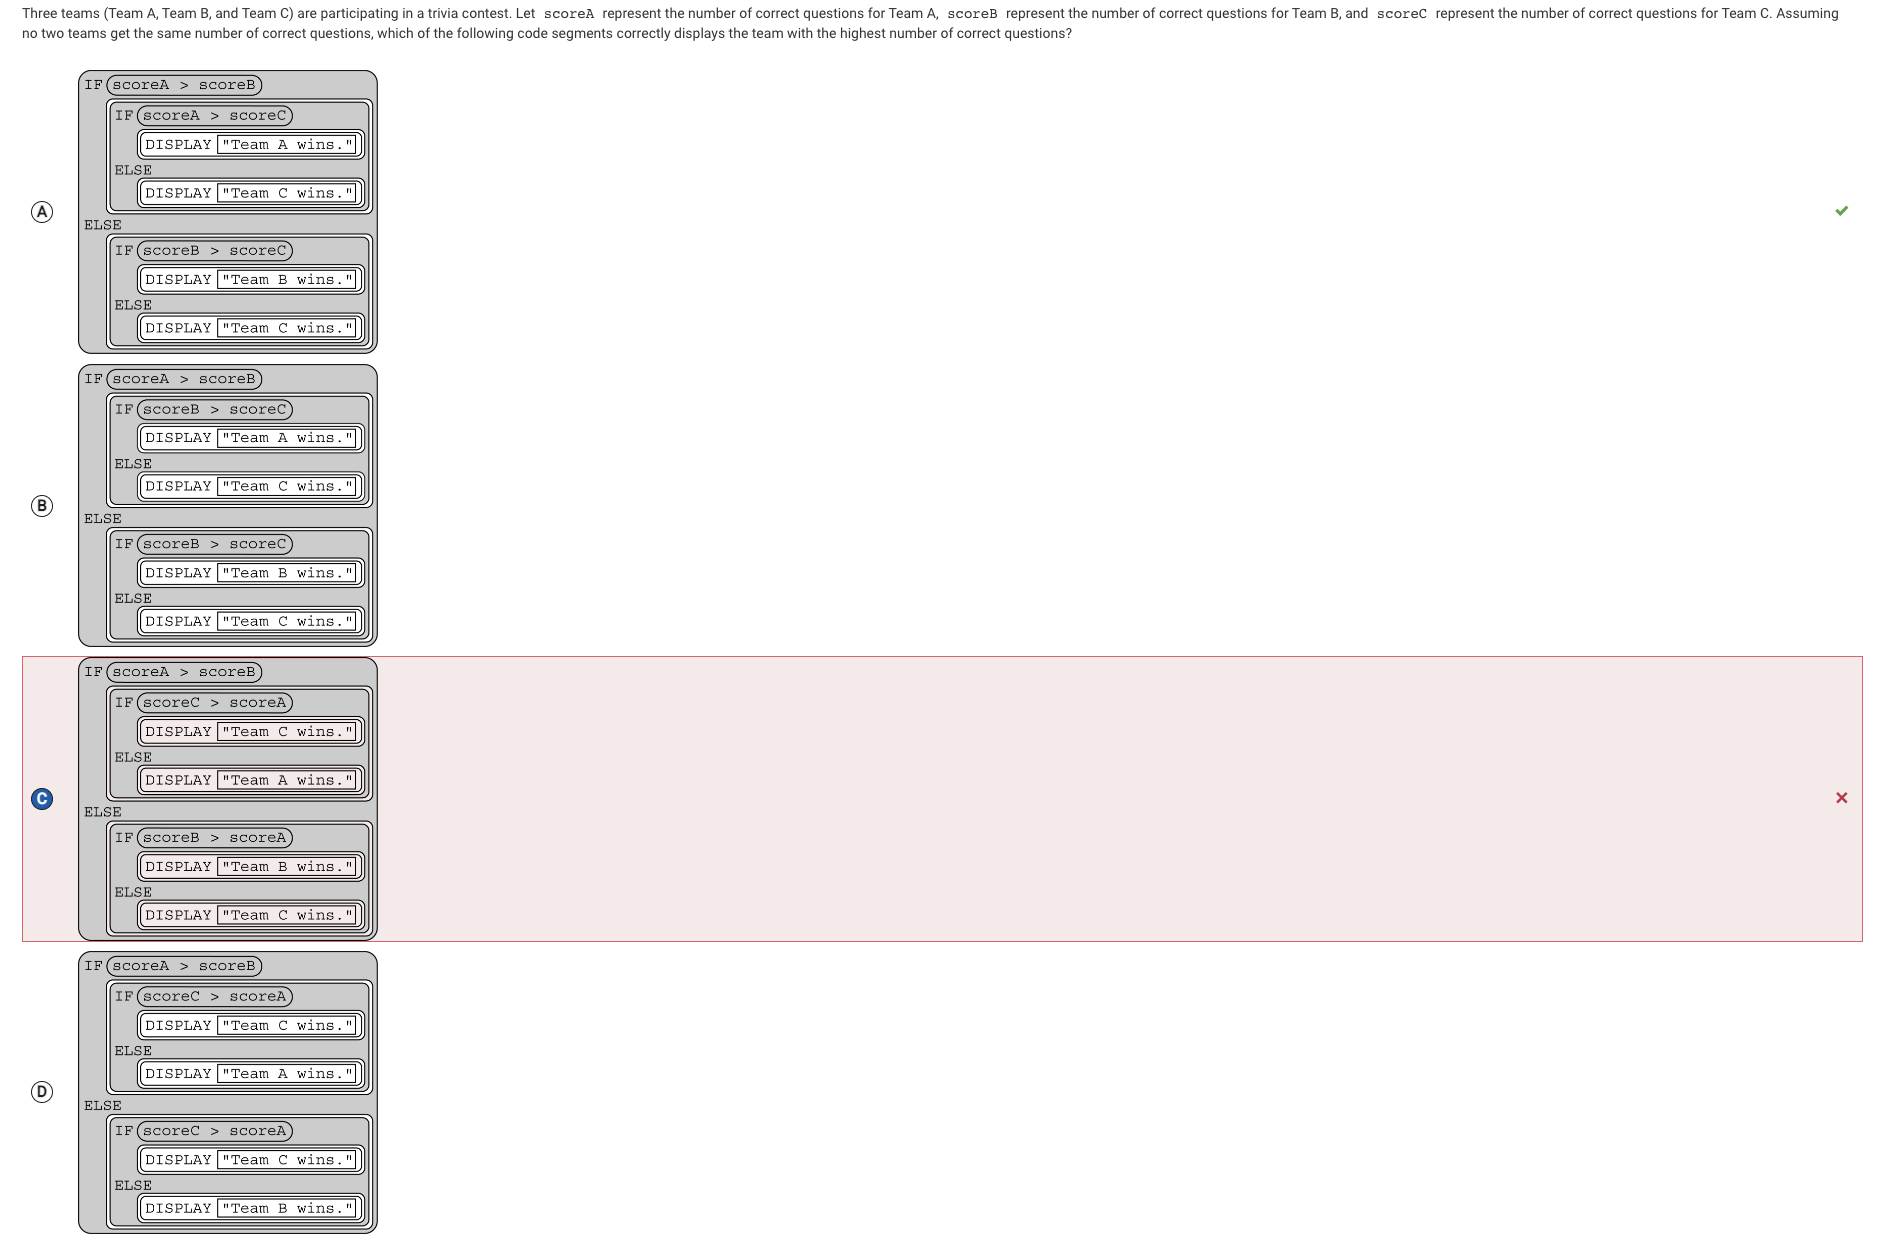 Three teams (Team A, Team B, and Team C) are participating in a trivia contest. Let scoreA represent the number of correct questions for Team A, scoreB represent the number of correct questions for Team B, and scoreC represent the number of correct questions for Team C. Assuming
no two teams get the same number of correct questions, which of the following code segments correctly displays the team with the highest number of correct questions?
A
IF scoreA > scoreB
IF scoreA > scoreC
DISPLAY "Team A wins."
ELSE
DISPLAY "Team C wins."
ELSE
IF scoreB > scoreC
DISPLAY "Team B wins."
ELSE
DISPLAY "Team C wins."
B
IF scoreA > scoreB
IF scoreB > scoreC
DISPLAY "Team A wins."
ELSE
DISPLAY "Team C wins."
ELSE
IF scoreB > scoreC
DISPLAY "Team B wins."
ELSE
DISPLAY "Team C wins."
C
IF scoreA > scoreB
IF scoreC > scoreA
DISPLAY "Team C wins."
ELSE
DISPLAY "Team A wins."
ELSE
IF scoreB > scoreA
DISPLAY "Team B wins."
ELSE
DISPLAY "Team C wins."
D
IF scoreA > scoreB
IF scoreC > scoreA
DISPLAY "Team C wins."
ELSE
DISPLAY "Team A wins."
ELSE
IF scoreC > scoreA
DISPLAY "Team C wins."
ELSE
DISPLAY "Team B wins."